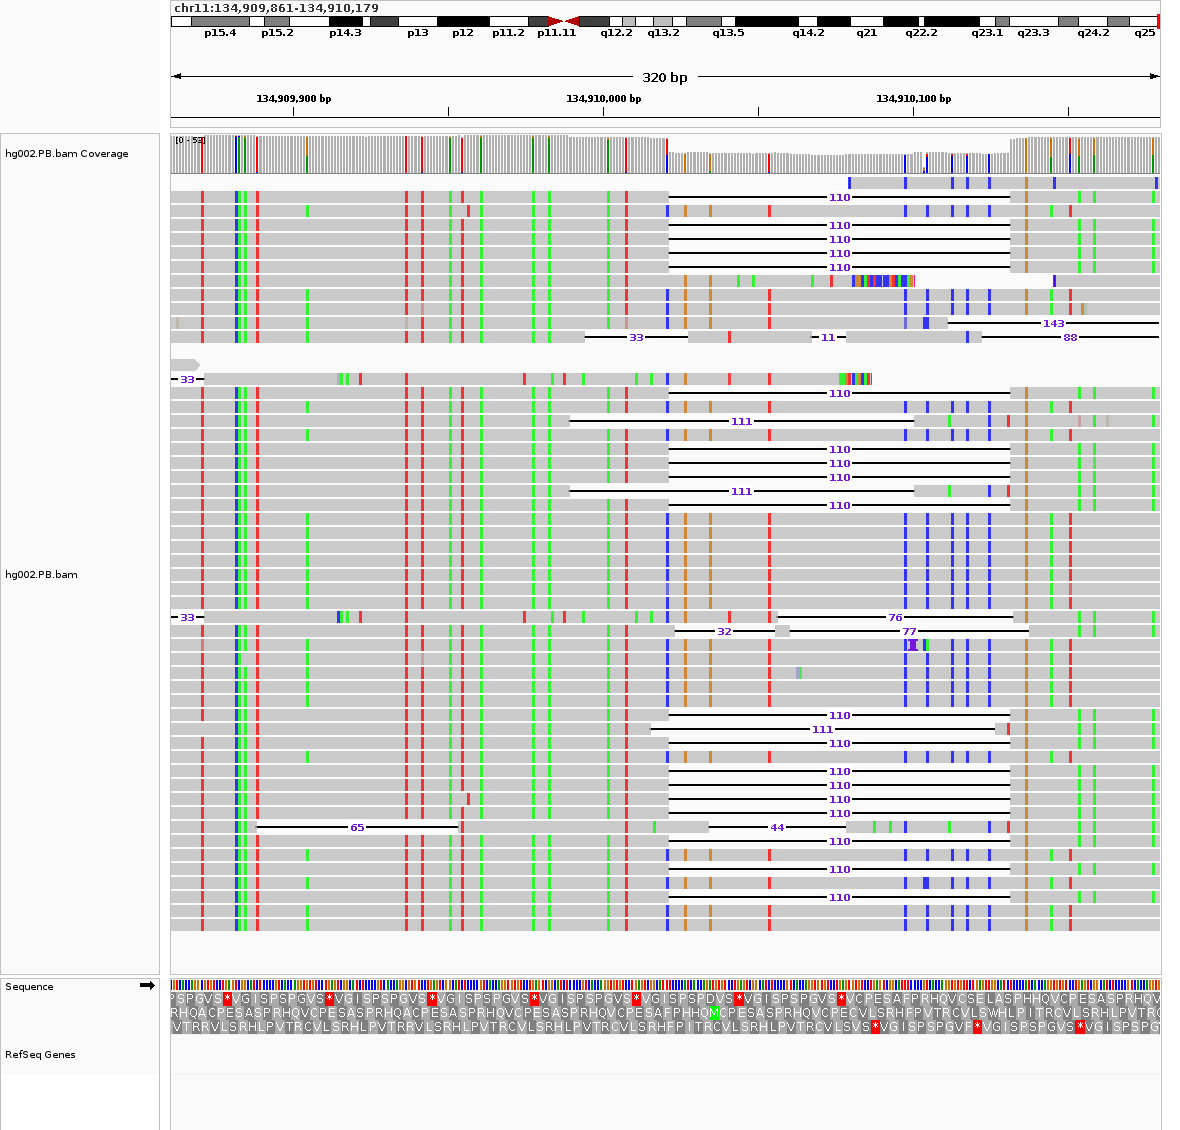 chr11:134,909,861-134,910,179
p15.4 p15.2 p14.3 p13 p12 p11.2 p11.11 q12.2 q13.2 q13.5 q14.2 q21 q22.2 q23.1 q23.3 q24.2 q25
320 bp
134,909,900 bp 134,910,000 bp 134,910,100 bp
hg002.PB.bam Coverage
[0 - 53]
110
110
110
110
110
143
33 11 88
33
110
111
110
110
110
111
110
33 76
32 77
110
111
110
110
110
110
110
65 44
110
110
110
hg002.PB.bam
Sequence
PSPGVS*VGISPSPGVS*VGISPSPGVS*VGISPSPGVS*VGISPSPGVS*VGISPSPDVS*VGISPSPGVS*VCPESAFPRHQVCSELASPHHQVCPESASPRHQV
RHQACPESASPRHQVCPESASPRHQACPESASPRHQVCPESASPRHQVCPESAFPHHQMCPESASPRHQVCPECVLSRHFPVTRCVLSWHLPITRCVLSRHLPVTRC
VTRRVLSRHLPVTRCVLSRHLPVTRRVLSRHLPVTRCVLSRHLPVTRCVLSRHFPITRCVLSRHLPVTRCVLSVS*VGISPSPGVF*VGISPSPGVS*VGISPSPG
RefSeq Genes